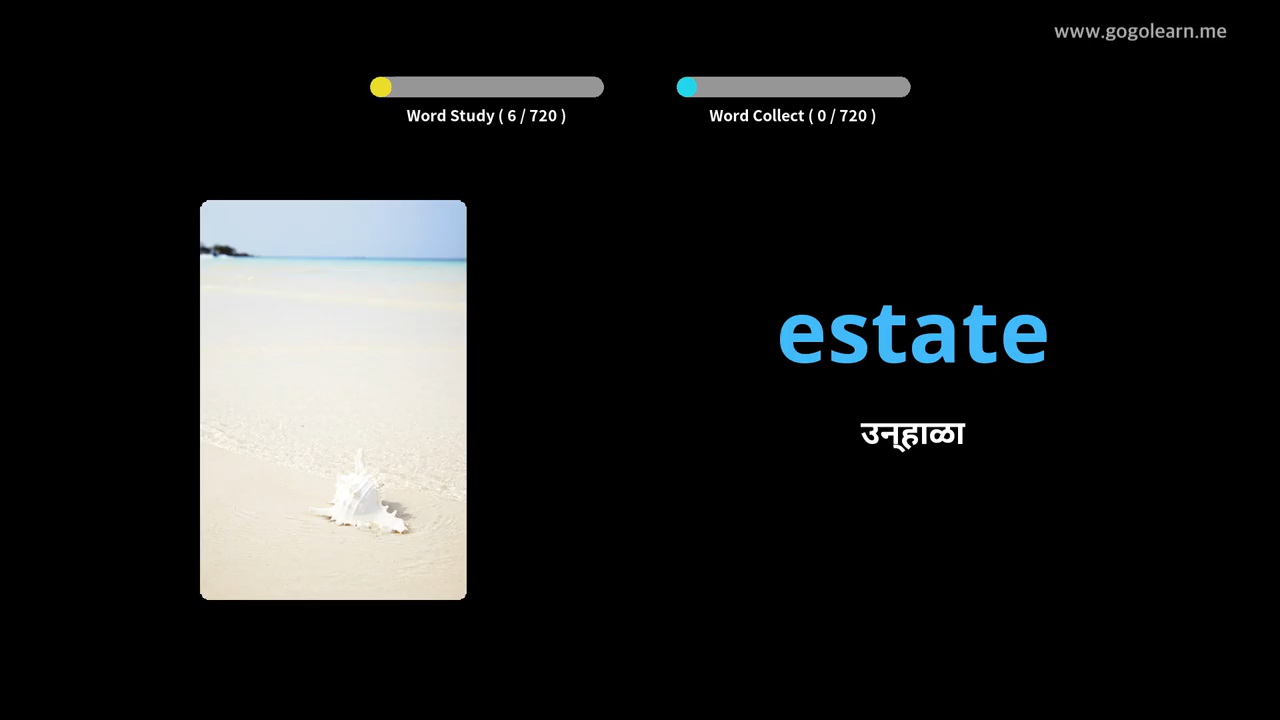 www.gogolearn.me
Word Study ( 6 / 720 )
Word Collect ( 0 / 720 )
estate
उन्हाळा